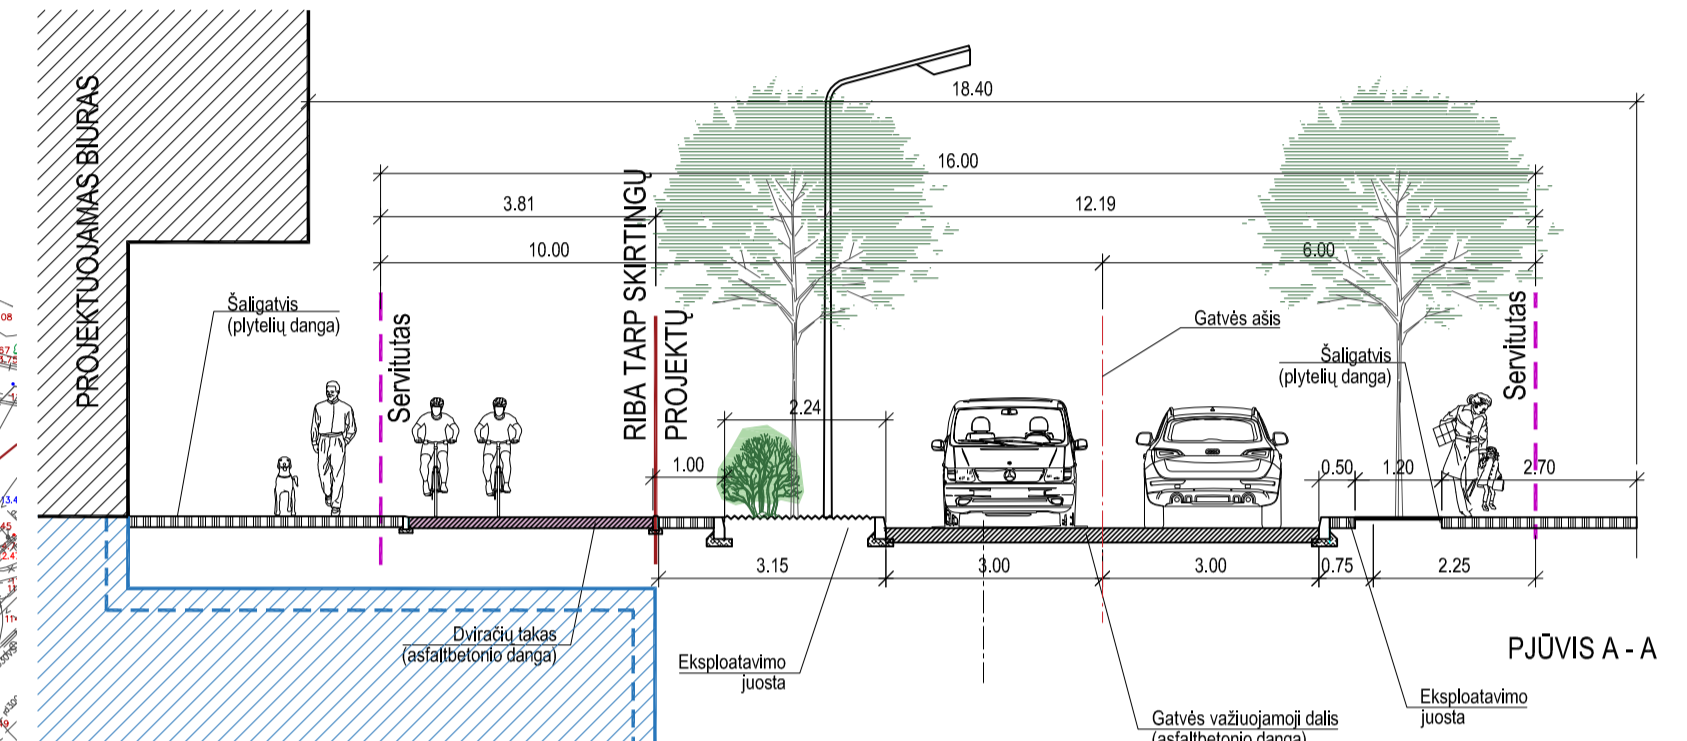 PROJEKTUOJAMAS BIURAS
18.40
16.00
3.81
12.19
10.00
6.00
RIBA TARP SKIRTINGŲ
PROJEKTŲ
Šaligatvis
(plytelių danga)
Servitutas
Gatvės ašis
Šaligatvis
(plytelių danga)
Servitutas
2.24
1.00
0.50
1.20
2.70
3.15
3.00
3.00
0.75
2.25
Dviračių takas
(asfaltbetonio danga)
Eksploatavimo
juosta
PJŪVIS A - A
Eksploatavimo
juosta
Gatvės važiuojamoji dalis
(asfaltbetonio danga)